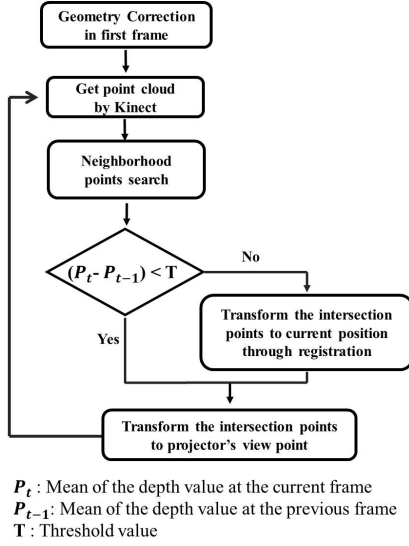 Geometry Correction
in first frame
Get point cloud
by Kinect
Neighborhood
points search
(Pt- Pt−1) < T
No
Yes
Transform the intersection
points to current position
through registration
Transform the intersection points
to projector's view point
Pt : Mean of the depth value at the current frame
Pt−1: Mean of the depth value at the previous frame
T : Threshold value